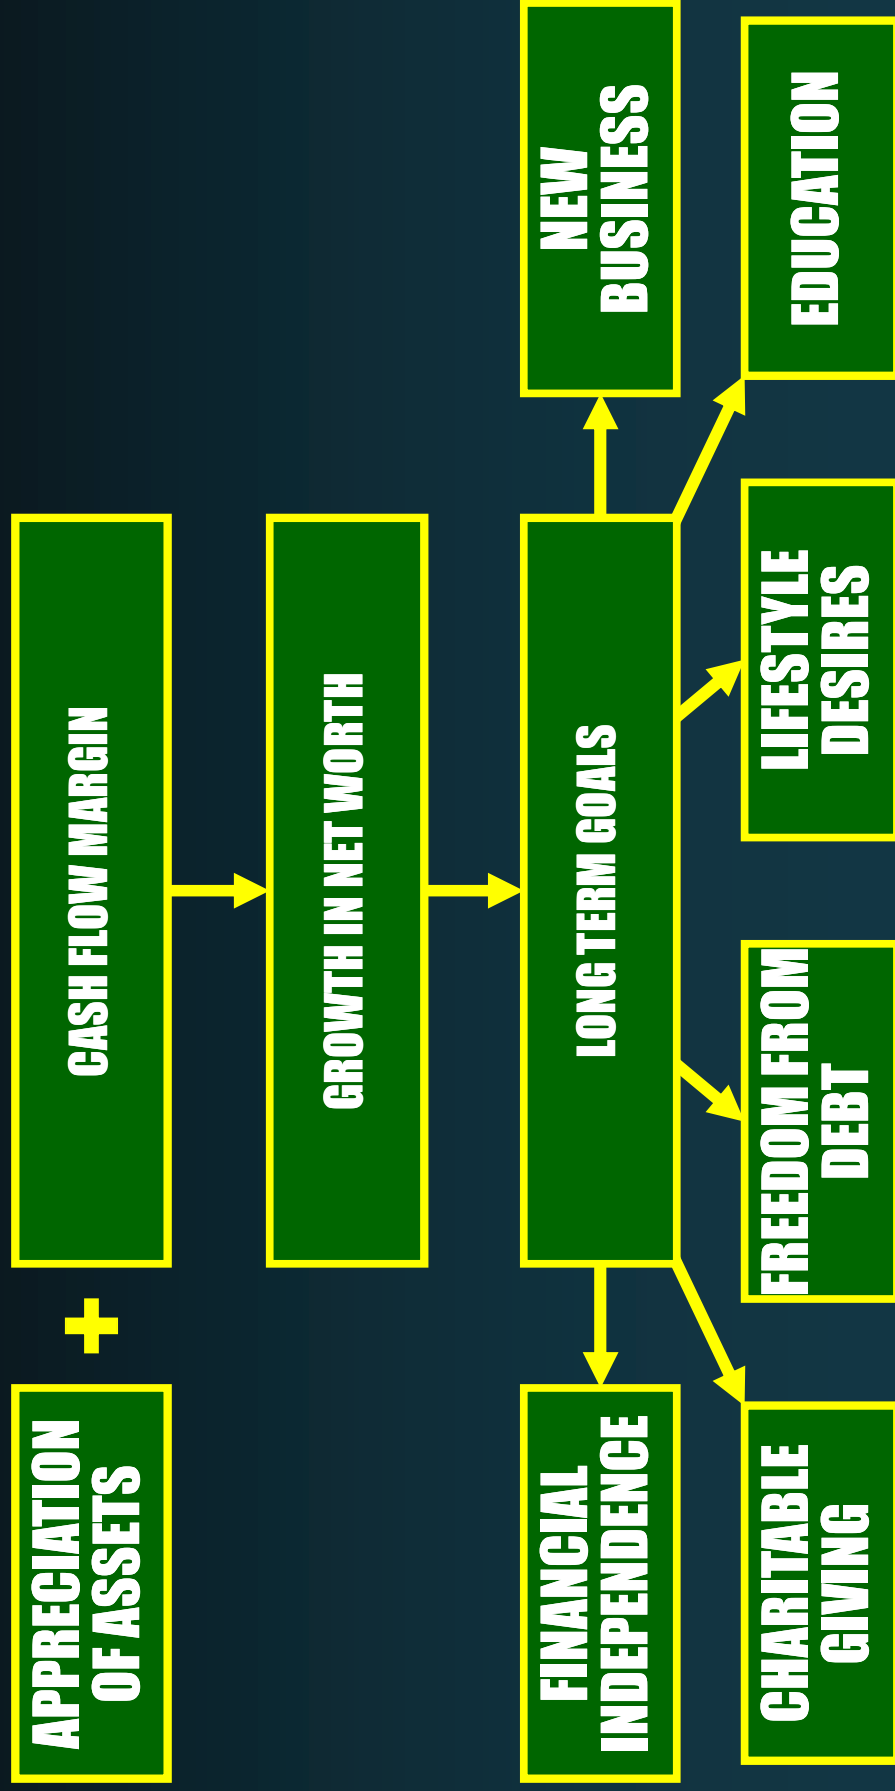 APPRECIATION
OF ASSETS
+
CASH FLOW MARGIN
GROWTH IN NET WORTH
FINANCIAL
INDEPENDENCE
LONG TERM GOALS
NEW
BUSINESS
CHARITABLE
GIVING
FREEDOM FROM
DEBT
LIFESTYLE
DESIRES
EDUCATION